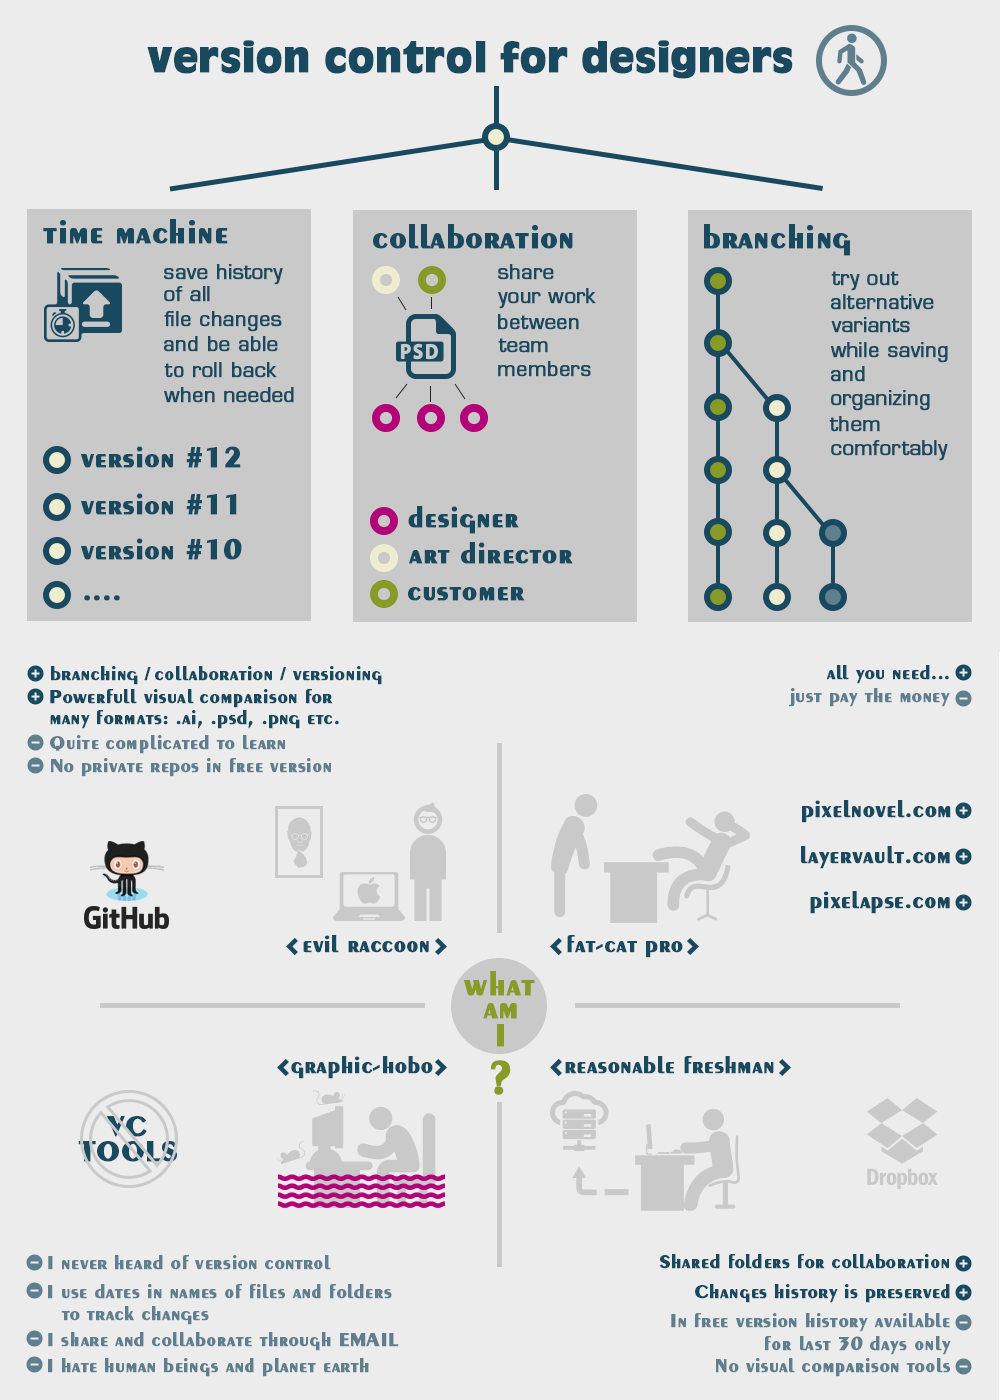 version control for designers
TIME MACHINE
save history
of all
file changes
and be able
to roll back
when needed
VERSION #12
VERSION #11
VERSION #10
....
COLLABORATION
share
your work
between
team
members
PSD
DESIGNER
ART DIRECTOR
CUSTOMER
BRANCHING
try out
alternative
variants
while saving
and
organizing
them
comfortably
branching / collaboration / versioning
Powerfull visual comparison for
many formats: .ai, .psd, .png etc.
Quite complicated to learn
No private repos in free version
all you need...
just pay the money
GitHub
pixelnovel.com
layervault.com
pixelapse.com
<evil raccoon>
<fat-cat pro>
WHAT
AM
I
?
<graphic-hobo>
<reasonable freshman>
VC
TOOLS
Dropbox
I never heard of version control
I use dates in names of files and folders
to track changes
I share and collaborate through EMAIL
I hate human beings and planet earth
Shared folders for collaboration
Changes history is preserved
In free version history available
for last 30 days only
No visual comparison tools